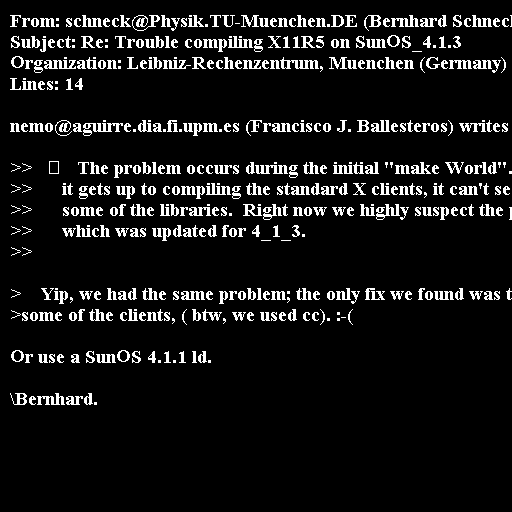 From: schneck@Physik.TU-Muenchen.DE (Bernhard
Subject: Re: Trouble compiling X11R5 on SunOS_4.1.3
Organization: Leibniz-Rechenzentrum, Muenchen (Germany)
Lines: 14
nemo@aguirre.dia.fi.upm.es (Francisco J. Ballesteros) writes
>> The problem occurs during the initial "make World".
>> it gets up to compiling the standard X clients, it can't
>> some of the libraries. Right now we highly suspect the
>> which was updated for 4_1_3.
>>
> Yip, we had the same problem; the only fix we found was
>some of the clients, ( btw, we used cc). :-(
Or use a SunOS 4.1.1 ld.
\Bernhard.